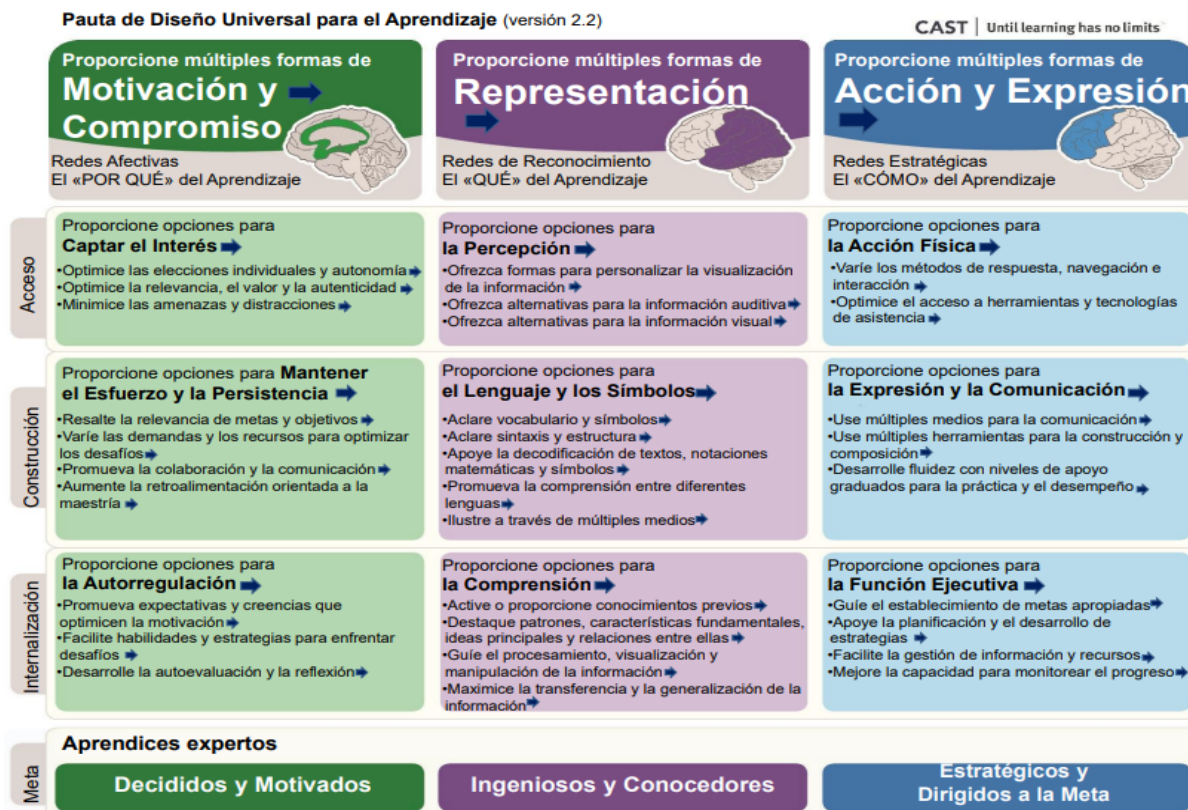 Pauta de Diseño Universal para el Aprendizaje (versión 2.2)
CAST | Until learning has no limits
Proporcione múltiples formas de
Motivación y
Compromiso
Redes Afectivas
El «POR QUÉ» del Aprendizaje
Proporcione múltiples formas de
Representación
Redes de Reconocimiento
El «QUÉ» del Aprendizaje
Proporcione múltiples formas de
Acción y Expresión
Redes Estratégicas
El «CÓMO» del Aprendizaje
Acceso
Proporcione opciones para
Captar el Interés
•Optimice las elecciones individuales y autonomía
•Optimice la relevancia, el valor y la autenticidad
•Minimice las amenazas y distracciones
Proporcione opciones para
la Percepción
•Ofrezca formas para personalizar la visualización
de la información
•Ofrezca alternativas para la información auditiva
•Ofrezca alternativas para la información visual
Proporcione opciones para
la Acción Física
•Varíe los métodos de respuesta, navegación e
interacción
•Optimice el acceso a herramientas y tecnologías
de asistencia
Construcción
Proporcione opciones para Mantener
el Esfuerzo y la Persistencia
•Resalte la relevancia de metas y objetivos
•Varíe las demandas y los recursos para optimizar
los desafíos
•Promueva la colaboración y la comunicación
•Aumente la retroalimentación orientada a la
maestría
Proporcione opciones para
el Lenguaje y los Símbolos
•Aclare vocabulario y símbolos
•Aclare sintaxis y estructura
•Apoye la decodificación de textos, notaciones
matemáticas y símbolos
•Promueva la comprensión entre diferentes
lenguas
•Ilustre a través de múltiples medios
Proporcione opciones para
la Expresión y la Comunicación
•Use múltiples medios para la comunicación
•Use múltiples herramientas para la construcción y
composición
•Desarrolle fluidez con niveles de apoyo
graduados para la práctica y el desempeño
Internalización
Proporcione opciones para
la Autorregulación
•Promueva expectativas y creencias que
optimicen la motivación
•Facilite habilidades y estrategias para enfrentar
desafíos
•Desarrolle la autoevaluación y la reflexión
Proporcione opciones para
la Comprensión
•Active o proporcione conocimientos previos
•Destaque patrones, características fundamentales,
ideas principales y relaciones entre ellas
•Guíe el procesamiento, visualización y
manipulación de la información
•Maximice la transferencia y la generalización de la
información
Proporcione opciones para
la Función Ejecutiva
•Guíe el establecimiento de metas apropiadas
•Apoye la planificación y el desarrollo de
estrategias
•Facilite la gestión de información y recursos
•Mejore la capacidad para monitorear el progreso
Meta
Aprendices expertos
Decididos y Motivados
Ingeniosos y Conocedores
Estratégicos y
Dirigidos a la Meta